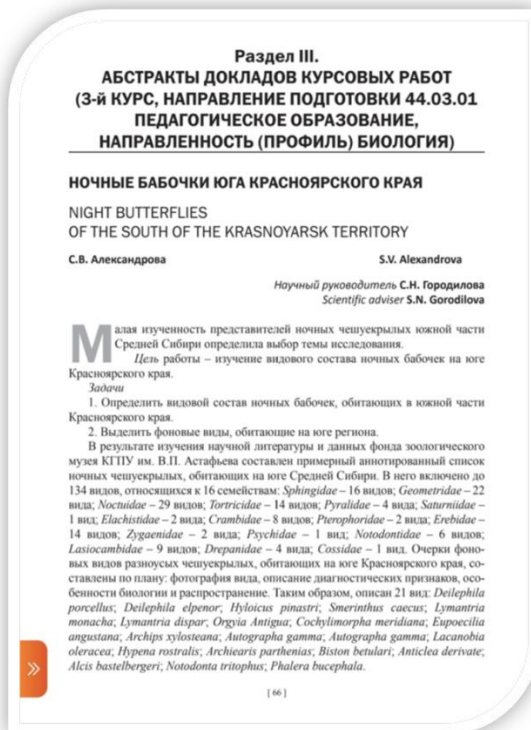 Раздел III.
АБСТРАКТЫ ДОКЛАДОВ КУРСОВЫХ РАБОТ
(3-й КУРС, НАПРАВЛЕНИЕ ПОДГОТОВКИ 44.03.01
ПЕДАГОГИЧЕСКОЕ ОБРАЗОВАНИЕ,
НАПРАВЛЕННОСТЬ (ПРОФИЛЬ) БИОЛОГИЯ)
НОЧНЫЕ БАБОЧКИ ЮГА КРАСНОЯРСКОГО КРАЯ
NIGHT BUTTERFLIES
OF THE SOUTH OF THE KRASNOYARSK TERRITORY
С.В. Александрова S.V. Alexandrova
Научный руководитель С.Н. Городилова
Scientific adviser S.N. Gorodilova
Малая изученность представителей ночных чешуекрылых южной части
Средней Сибири определила выбор темы исследования.
Цель работы – изучение видового состава ночных бабочек на юге
Красноярского края.
Задачи
1. Определить видовой состав ночных бабочек, обитающих в южной части
Красноярского края.
2. Выделить фоновые виды, обитающие на юге региона.
В результате изучения научной литературы и данных фонда зоологического
музея КГПУ им. В.П. Астафьева составлен примерный аннотированный список
ночных чешуекрылых, обитающих на юге Средней Сибири. В него включено до
134 видов, относящихся к 16 семействам: Sphingidae – 16 видов; Geometridae – 22
вида; Noctuidae – 29 видов; Tortricidae – 14 видов; Pyralidae – 4 вида; Saturniidae –
1 вид; Elachistidae – 2 вида; Crambidae – 8 видов; Pterophoridae – 2 вида; Erebidae –
14 видов; Zygaenidae – 2 вида; Psychidae – 1 вид; Notodontidae – 6 видов;
Lasiocambidae – 9 видов; Drepanidae – 4 вида; Cossidae – 1 вид. Очерки фоно-
вых видов разноусых чешуекрылых, обитающих на юге Красноярского края, со-
ставлены по плану: фотография вида, описание диагностических признаков, осо-
бенности биологии и распространение. Таким образом, описан 21 вид: Deilephila
porcellus; Deilephila elpenor; Hyloicus pinastri; Smerinthus caecus; Lymantria
monacha; Lymantria dispar; Orgyia Antigua; Cochylimorpha meridiana; Eupoecilia
angustana; Archips xylosteana; Autographa gamma; Autographa gamma; Lacanobia
oleracea; Hypena rostralis; Archiearis parthenias; Biston betulari; Anticlea derivate;
Alcis bastelbergeri; Notodonta tritophus; Phalera bucephala.
[ 66 ]